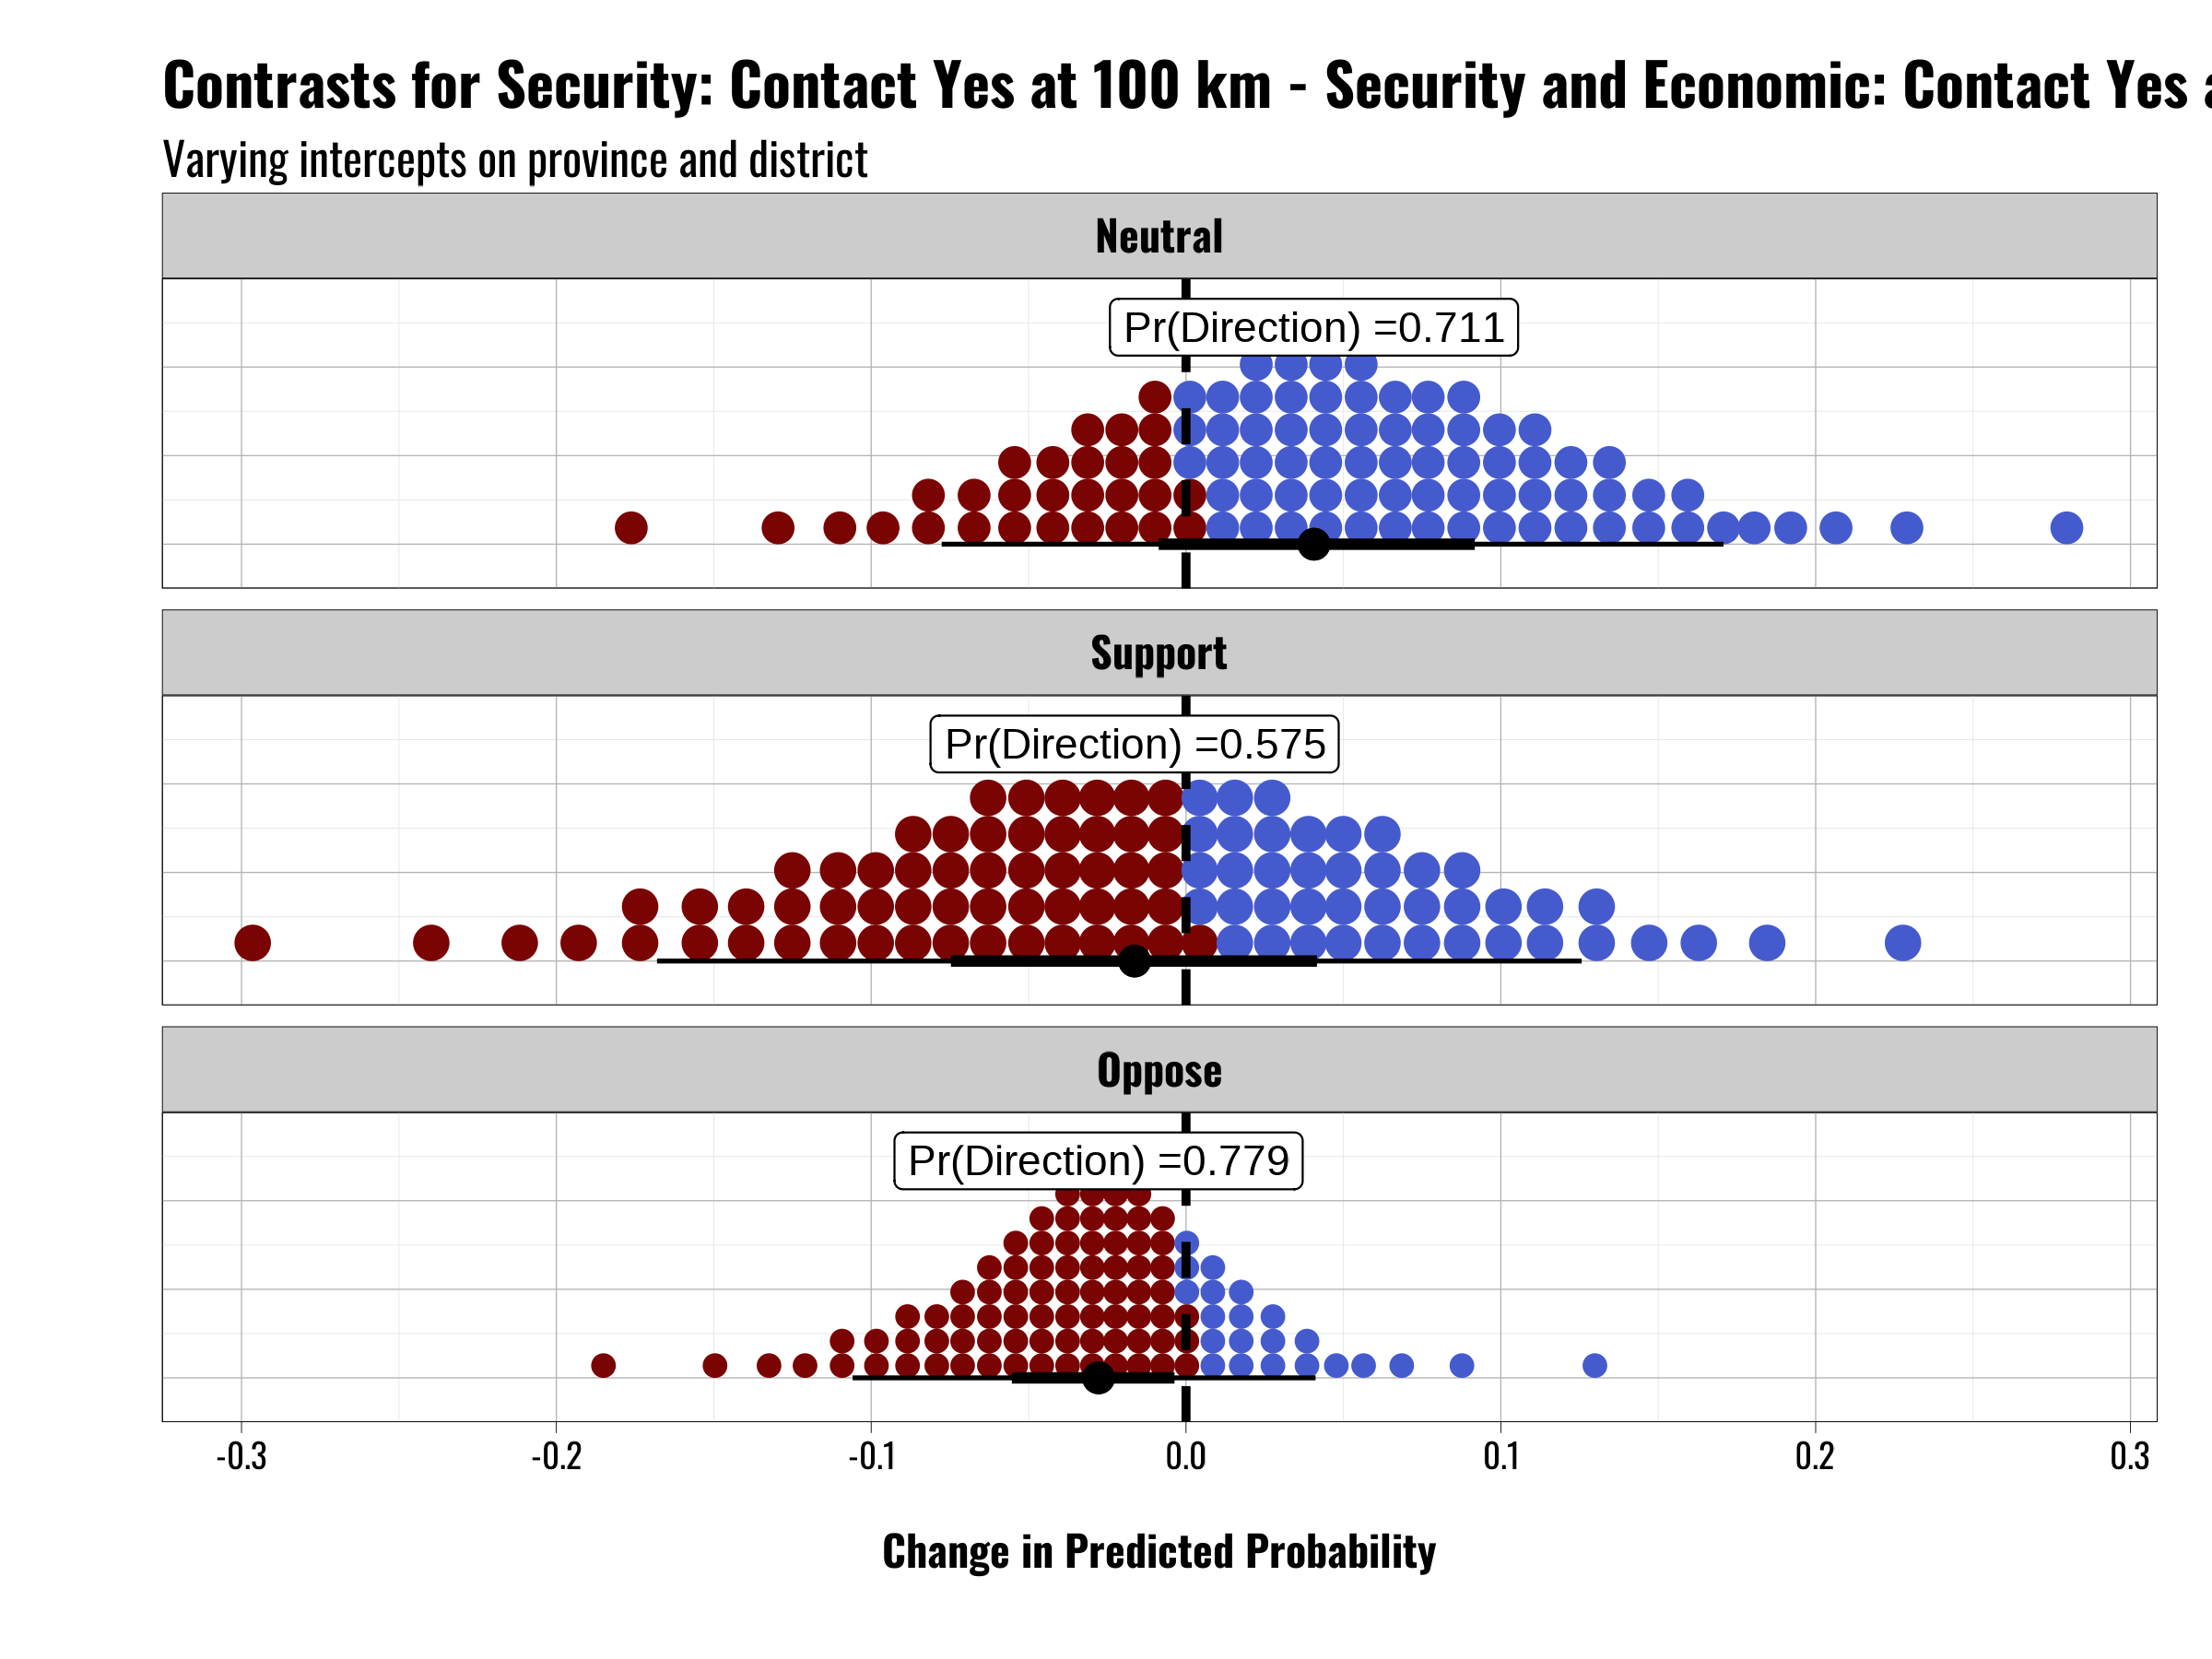 Contrasts for Security: Contact Yes at 100 km - Security and Economic: Contact Yes
Varying intercepts on province and district
Neutral
Pr(Direction) =0.711
Support
Pr(Direction) =0.575
Oppose
Pr(Direction) =0.779
-0.3 -0.2 -0.1 0.0 0.1 0.2 0.3
Change in Predicted Probability